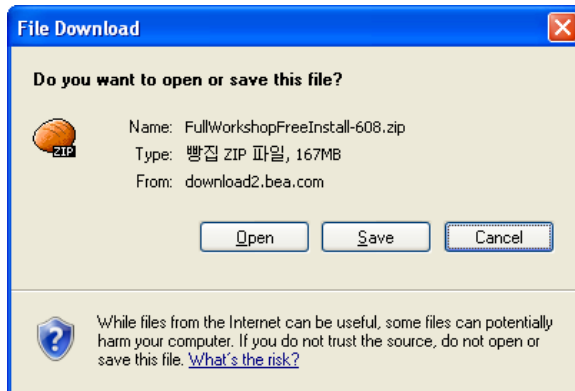 File Download
Do you want to open or save this file?
Name: FullWorkshopFreeInstall-608.zip
Type: 빵집 ZIP 파일, 167MB
ZIP
From: download2.bea.com
Open Save Cancel
While files from the Internet can be useful, some files can potentially
harm your computer. If you do not trust the source, do not open or
save this file. What's the risk?